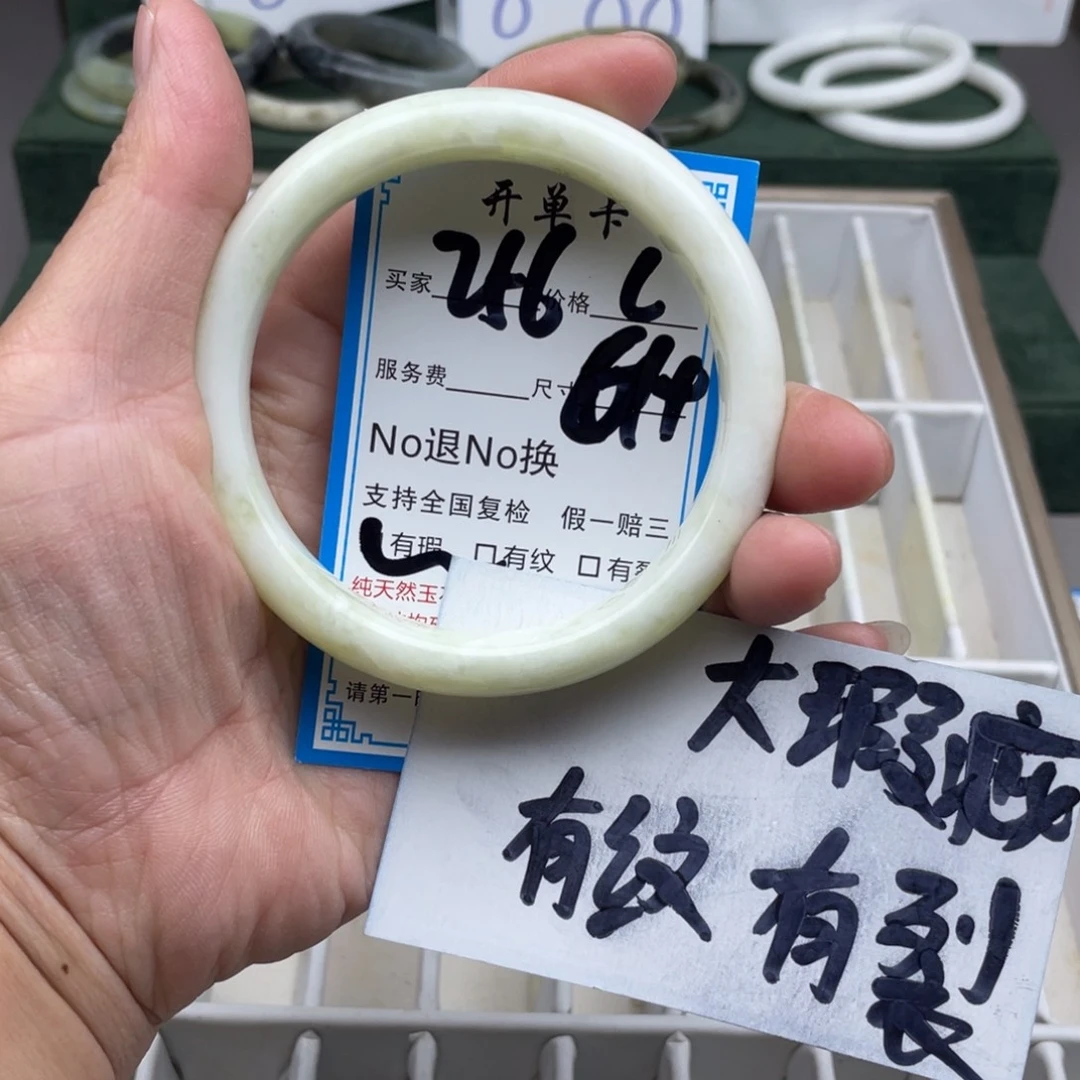 开单卡
买家 价格
服务费 尺寸
No退No换
支持全国复检 假一赔三
有瑕 口有纹 口有裂
纯天然玉
请第一
大瑕疵
有纹 有裂